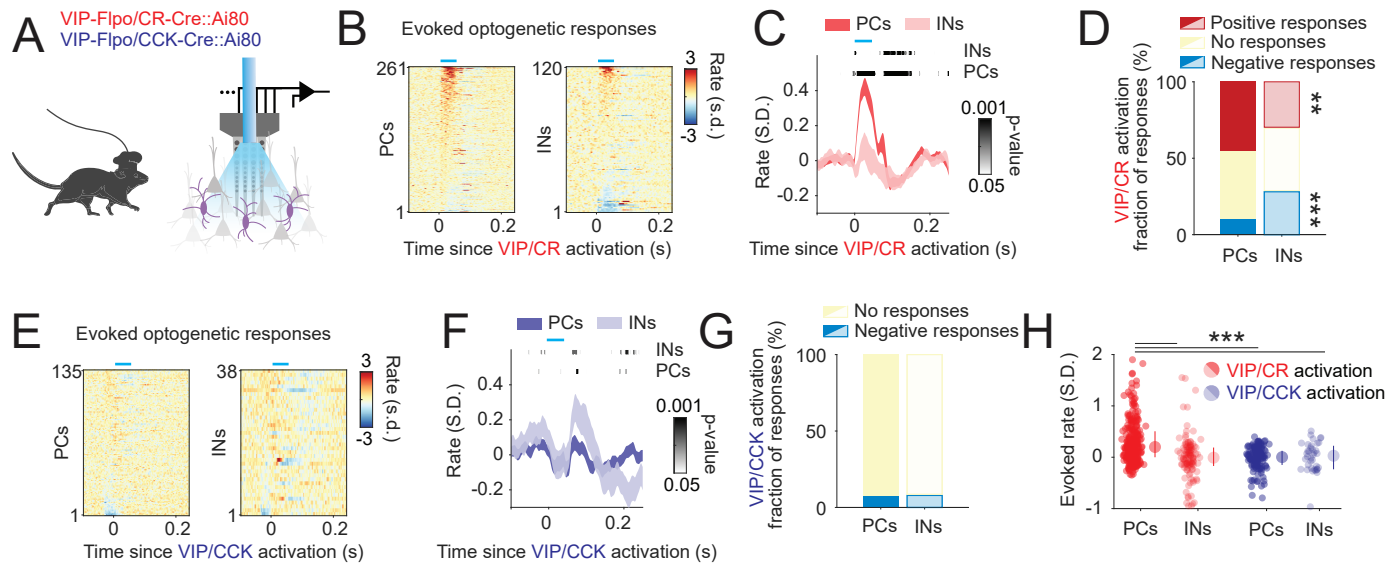 A
VIP-Flpo/CR-Cre::Ai80
VIP-Flpo/CCK-Cre::Ai80
B
Evoked optogenetic responses
261
PCs
1
0
0.2
120
INs
1
0
0.2
3
Rate (s.d.)
-3
Time since VIP/CR activation (s)
C
PCs
INs
INs
PCs
0.4
0.2
0
-0.2
Rate (S.D.)
0
0.2
0.001
p-value
0.05
Time since VIP/CR activation (s)
D
Positive responses
No responses
Negative responses
VIP/CR activation
fraction of responses (%)
100
50
0
**
***
PCs
INs
E
Evoked optogenetic responses
135
PCs
1
0
0.2
38
INs
1
0
0.2
3
Rate (s.d.)
-3
Time since VIP/CCK activation (s)
F
PCs
INs
INs
PCs
0.4
0.2
0
-0.2
Rate (S.D.)
0
0.2
0.001
p-value
0.05
Time since VIP/CCK activation (s)
G
No responses
Negative responses
VIP/CCK activation
fraction of responses (%)
100
50
0
PCs
INs
H
***
VIP/CR activation
VIP/CCK activation
Evoked rate (S.D.)
2
1
0
-1
PCs
INs
PCs
INs